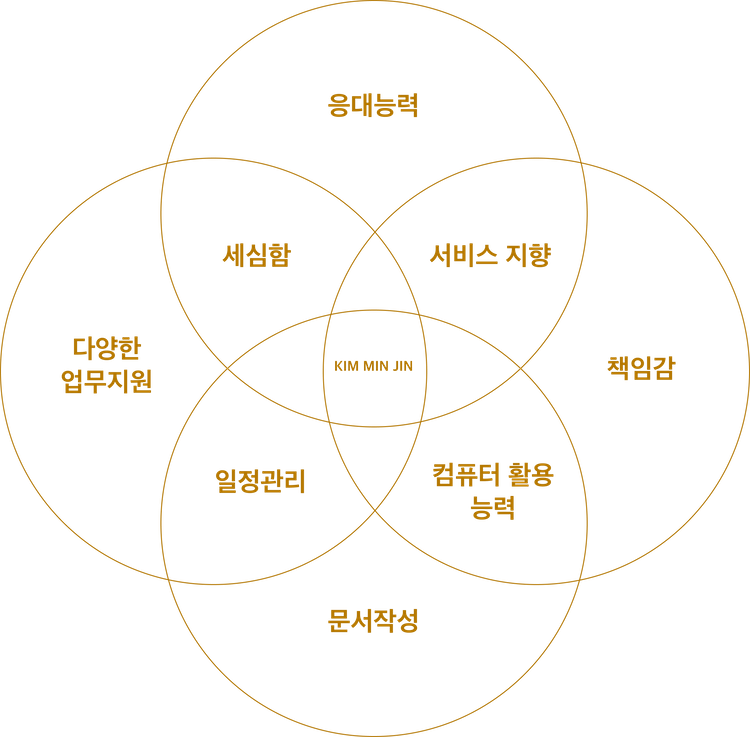 응대능력
세심함
서비스 지향
다양한
업무지원
KIM MIN JIN
책임감
일정관리
컴퓨터 활용
능력
문서작성